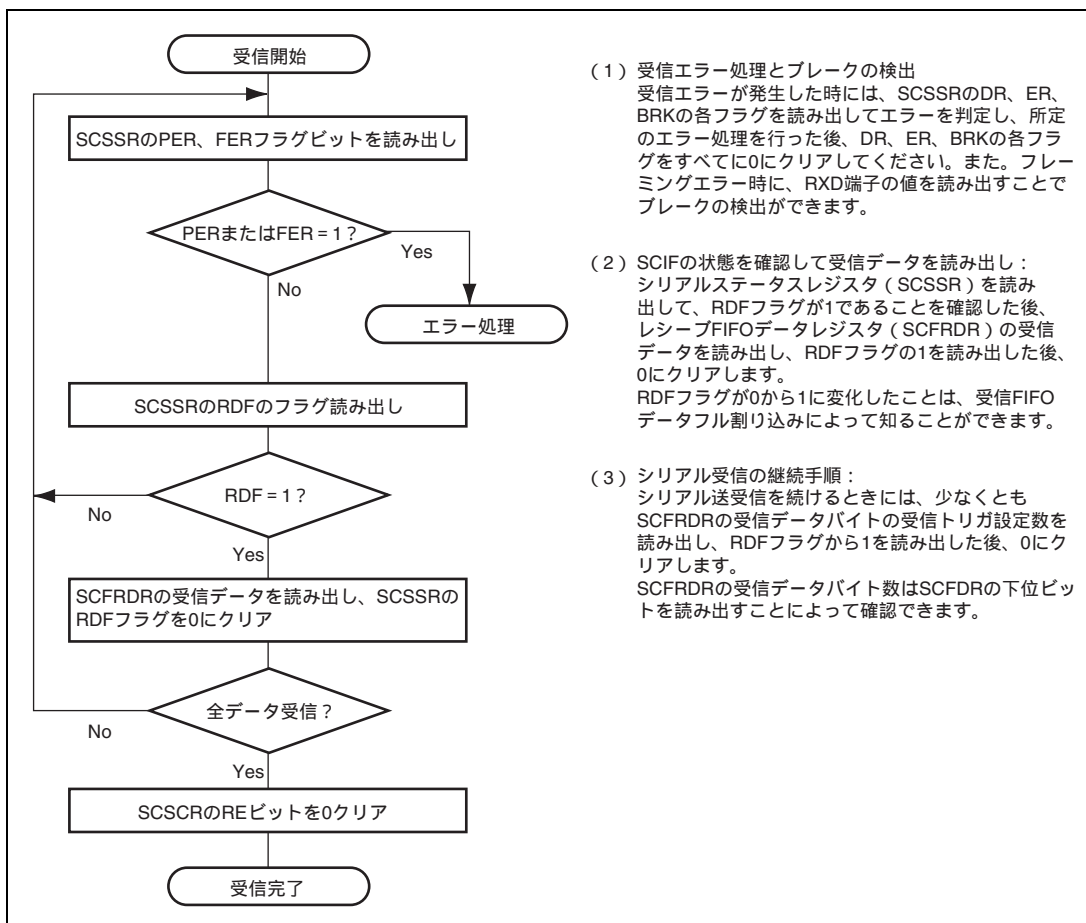 受信開始
SCSSRのPER、FERフラグビットを読み出し
PERまたはFER = 1？
Yes
No
エラー処理
SCSSRのRDFのフラグ読み出し
RDF = 1？
No
Yes
SCFRDRの受信データを読み出し、SCSSRの
RDFフラグを0にクリア
全データ受信？
No
Yes
SCSCRのREビットを0クリア
受信完了
（1）受信エラー処理とブレークの検出
受信エラーが発生した時には、SCSSRのDR、ER、
BRKの各フラグを読み出してエラーを判定し、所定
のエラー処理を行った後、DR、ER、BRKの各フラ
グをすべてに0にクリアしてください。また。フレー
ミングエラー時に、RXD端子の値を読み出すことで
ブレークの検出ができます。
（2）SCIFの状態を確認して受信データを読み出し：
シリアルステータスレジスタ（SCSSR）を読み
出して、RDFフラグが1であることを確認した後、
レシーブFIFOデータレジスタ（SCFRDR）の受信
データを読み出し、RDFフラグの1を読み出した後、
0にクリアします。
RDFフラグが0から1に変化したことは、受信FIFO
データフル割り込みによって知ることができます。
（3）シリアル受信の継続手順：
シリアル送受信を続けるときには、少なくとも
SCFRDRの受信データバイトの受信トリガ設定数を
読み出し、RDFフラグから1を読み出した後、0にク
リアします。
SCFRDRの受信データバイト数はSCFDRの下位ビッ
トを読み出すことによって確認できます。